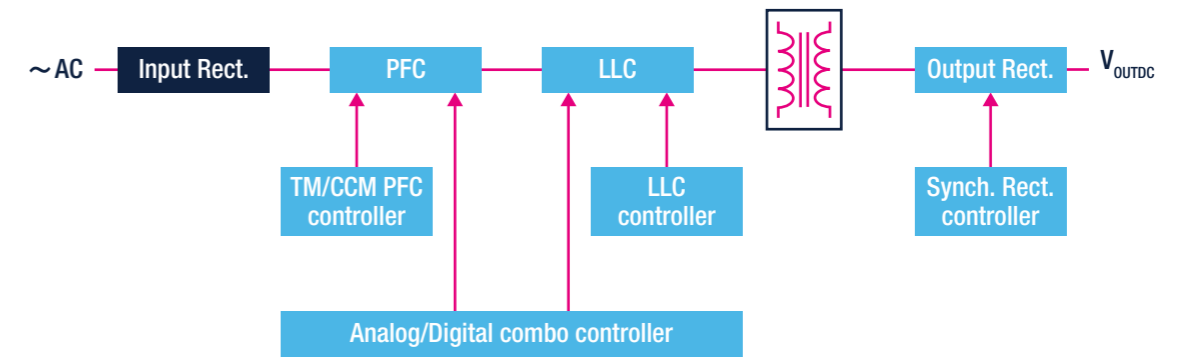 ~AC
Input Rect.
PFC
LLC
Output Rect.
VOUTDC
TM/CCM PFC
controller
LLC
controller
Synch. Rect.
controller
Analog/Digital combo controller